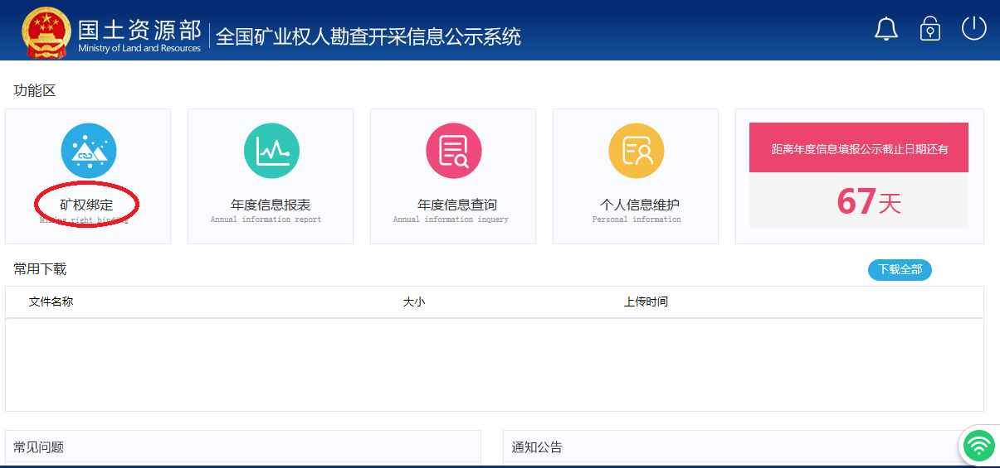 国土资源部
Ministry of Land and Resources
全国矿业权人勘查开采信息公示系统
功能区
矿权绑定
Mining right binding
年度信息报表
Annual information report
年度信息查询
Annual information inquery
个人信息维护
Personal information
距离年度信息填报公示截止日期还有
67天
常用下载
下载全部
文件名称
大小
上传时间
常见问题
通知公告